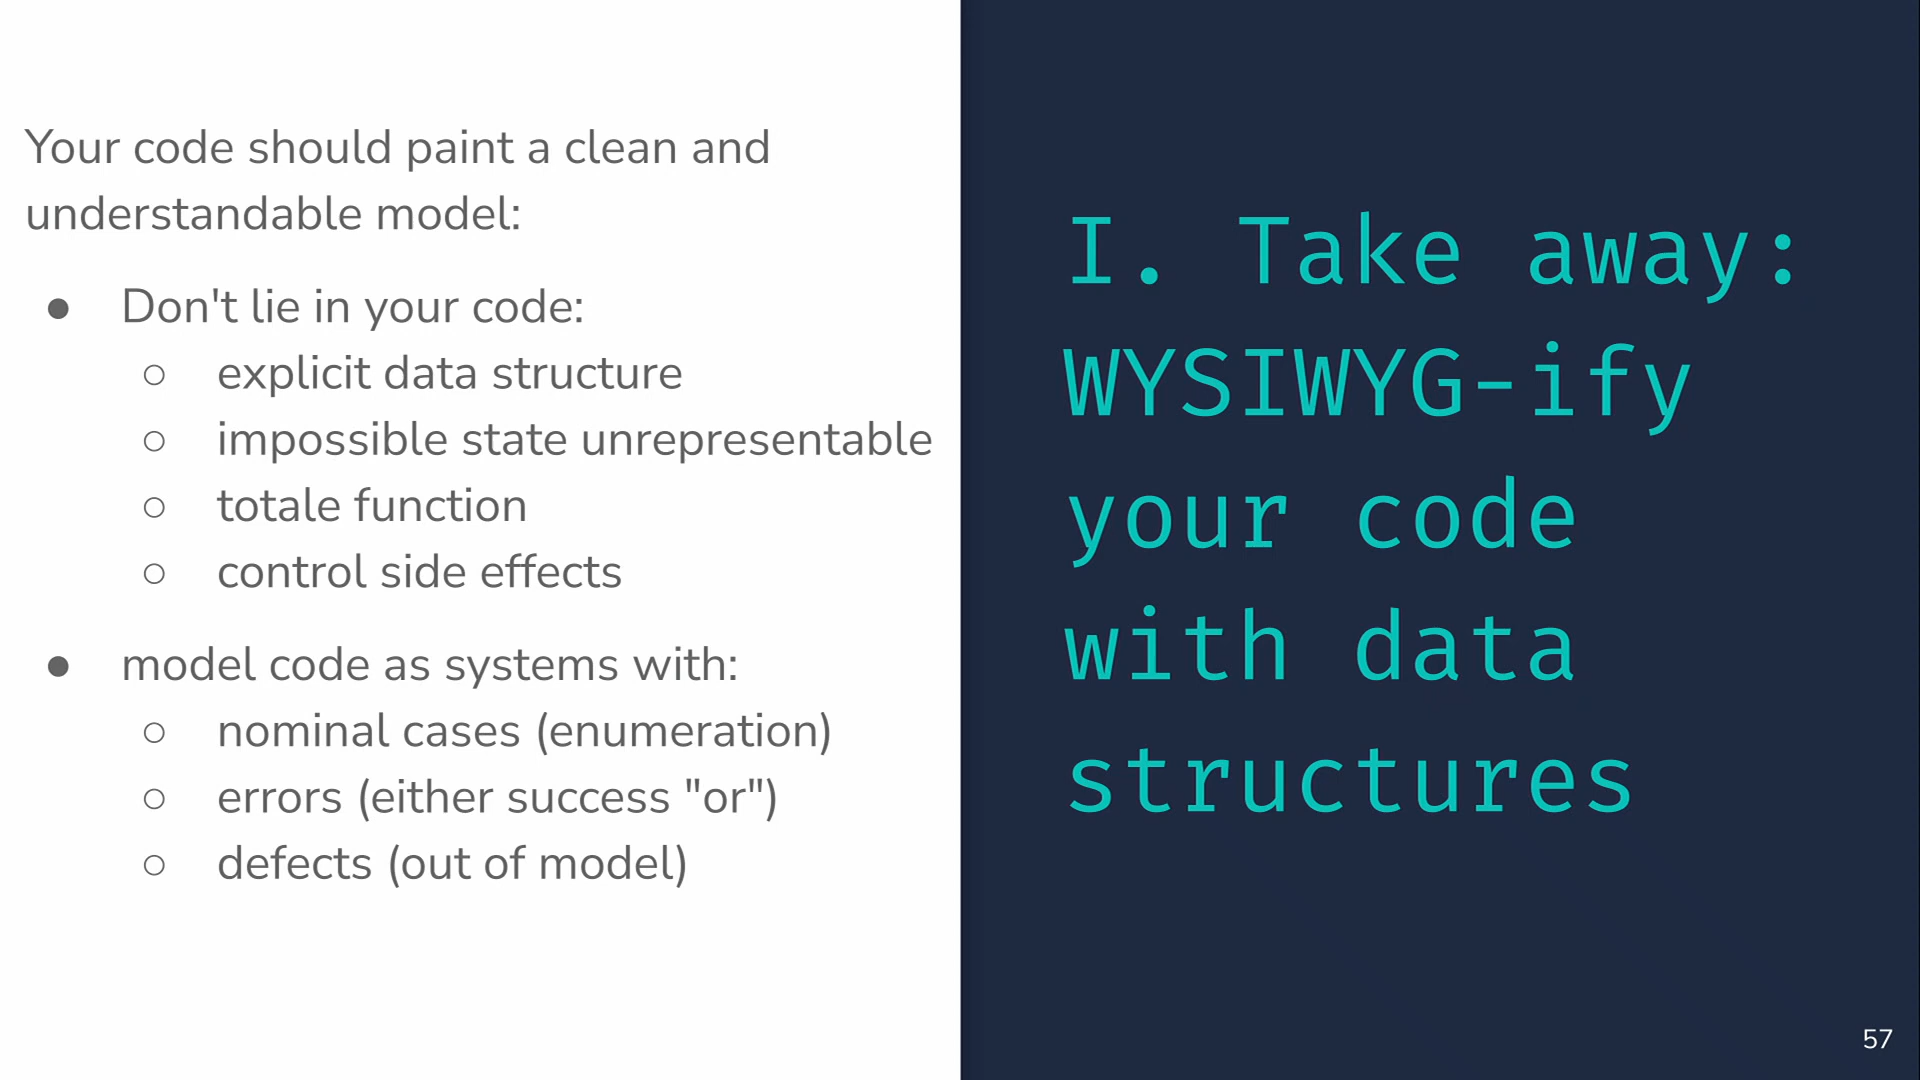 Your code should paint a clean and
understandable model:
● Don't lie in your code:
○ explicit data structure
○ impossible state unrepresentable
○ totale function
○ control side effects
● model code as systems with:
○ nominal cases (enumeration)
○ errors (either success "or")
○ defects (out of model)
I. Take away:
WYSIWYG-ify
your code
with data
structures
57